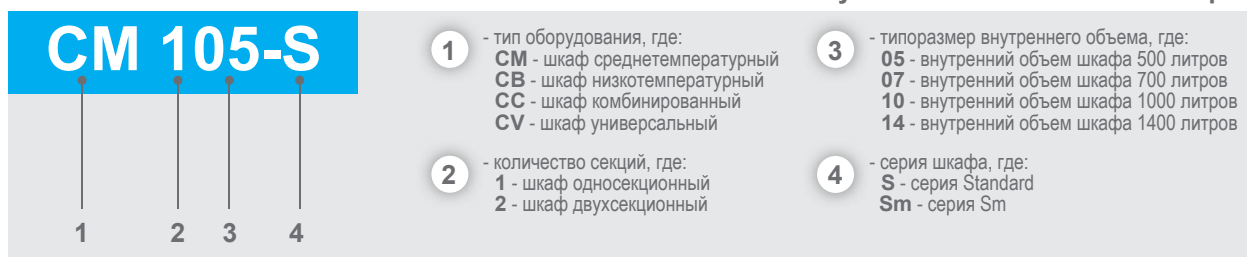 CM 105-S
1 2 3 4
1
- тип оборудования, где:
CM - шкаф среднетемпературный
CB - шкаф низкотемпературный
CC - шкаф комбинированный
CV - шкаф универсальный
2
- количество секций, где:
1 - шкаф односекционный
2 - шкаф двухсекционный
3
- типоразмер внутреннего объема, где:
05 - внутренний объем шкафа 500 литров
07 - внутренний объем шкафа 700 литров
10 - внутренний объем шкафа 1000 литров
14 - внутренний объем шкафа 1400 литров
4
- серия шкафа, где:
S - серия Standard
Sm - серия Sm